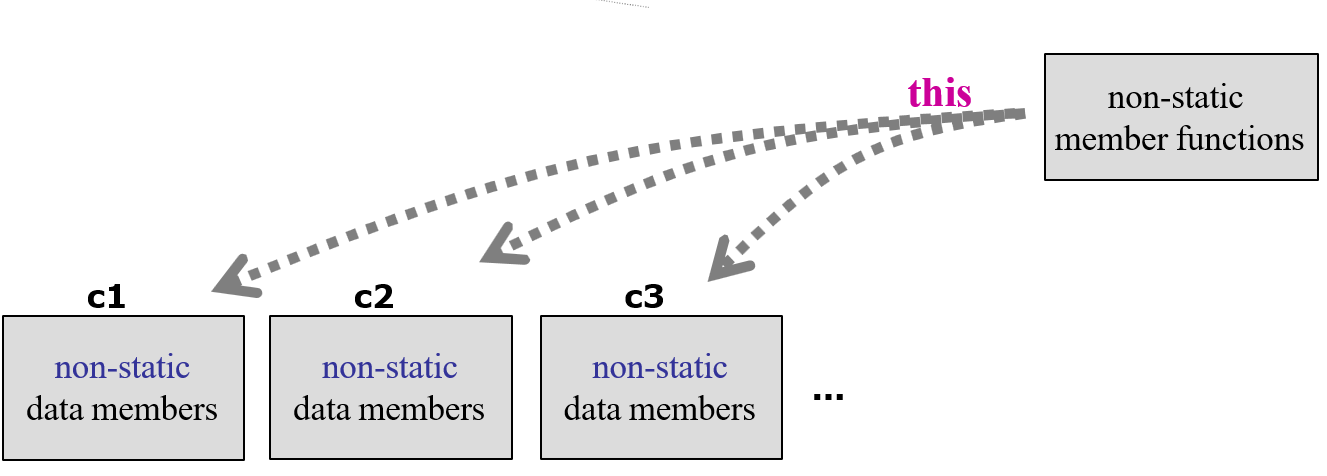 this
non-static
member functions
c1
c2
c3
non-static
data members
non-static
data members
non-static
data members
...